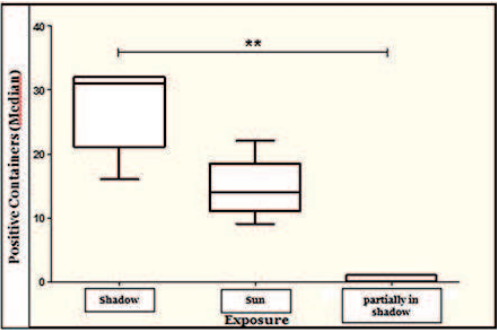 Positive Containers (Median)
40
30
20
10
0
**
Shadow
Sun
partially in
shadow
Exposure